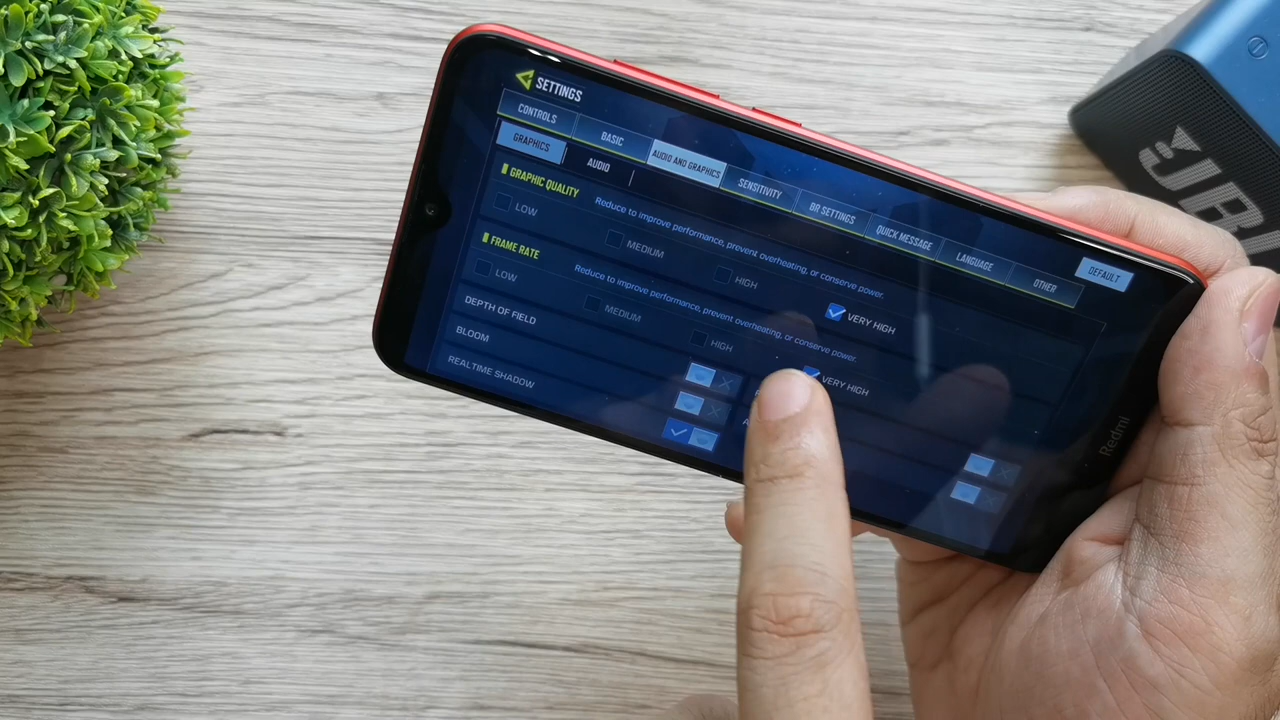 SETTINGS
CONTROLS BASIC AUDIO AND GRAPHICS SENSITIVITY BR SETTINGS QUICK MESSAGE LANGUAGE OTHER DEFAULT
GRAPHICS AUDIO
GRAPHIC QUALITY Reduce to improve performance, prevent overheating, or conserve power.
LOW MEDIUM HIGH VERY HIGH
FRAME RATE Reduce to improve performance, prevent overheating, or conserve power.
LOW MEDIUM HIGH VERY HIGH
DEPTH OF FIELD
BLOOM
REALTIME SHADOW
Redmi
JBL